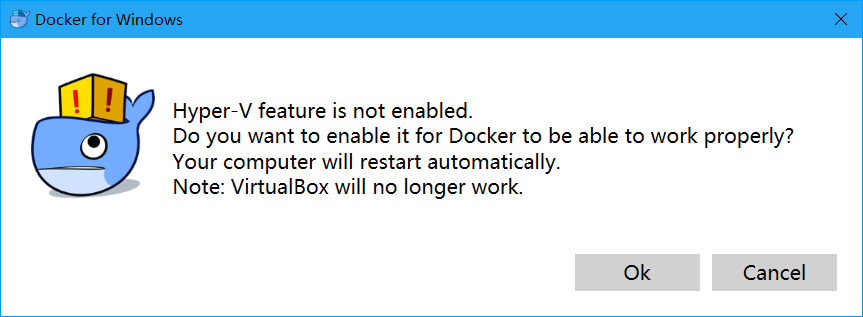 Docker for Windows
Hyper-V feature is not enabled.
Do you want to enable it for Docker to be able to work properly?
Your computer will restart automatically.
Note: VirtualBox will no longer work.
Ok
Cancel